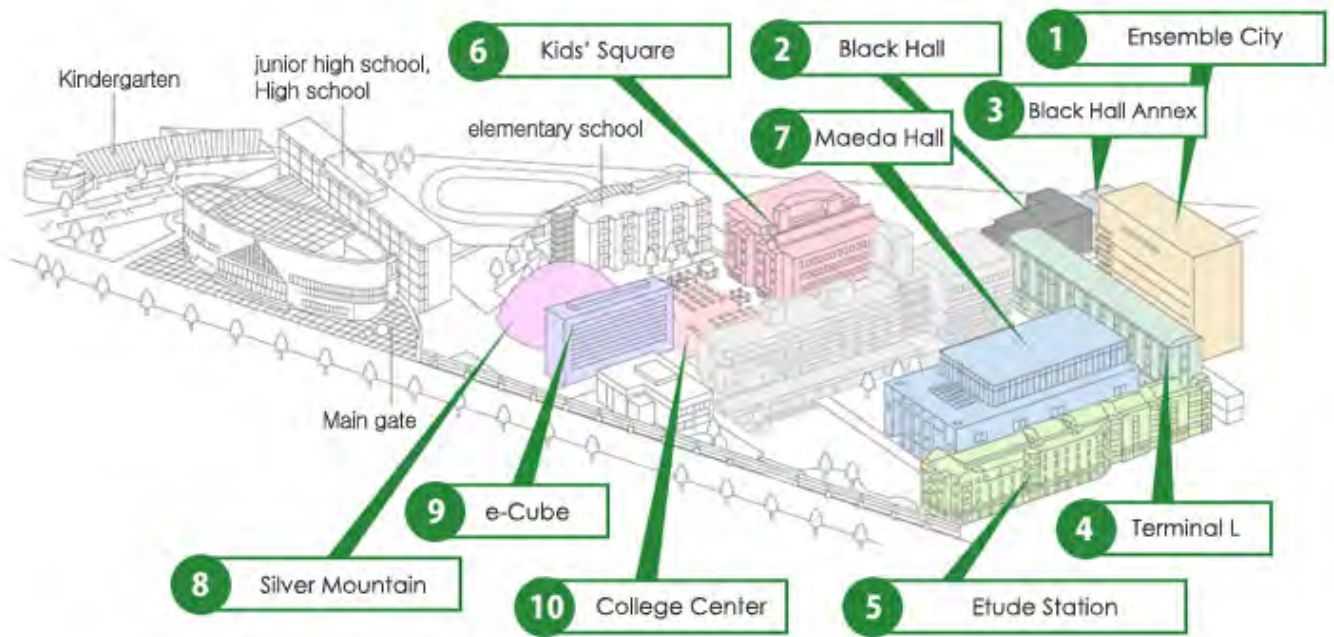 1 Ensemble City
2 Black Hall
6 Kids' Square
junior high school,
High school
Kindergarten
3 Black Hall Annex
elementary school
7 Maeda Hall
Main gate
9 e-Cube
4 Terminal L
8 Silver Mountain
10 College Center
5 Etude Station